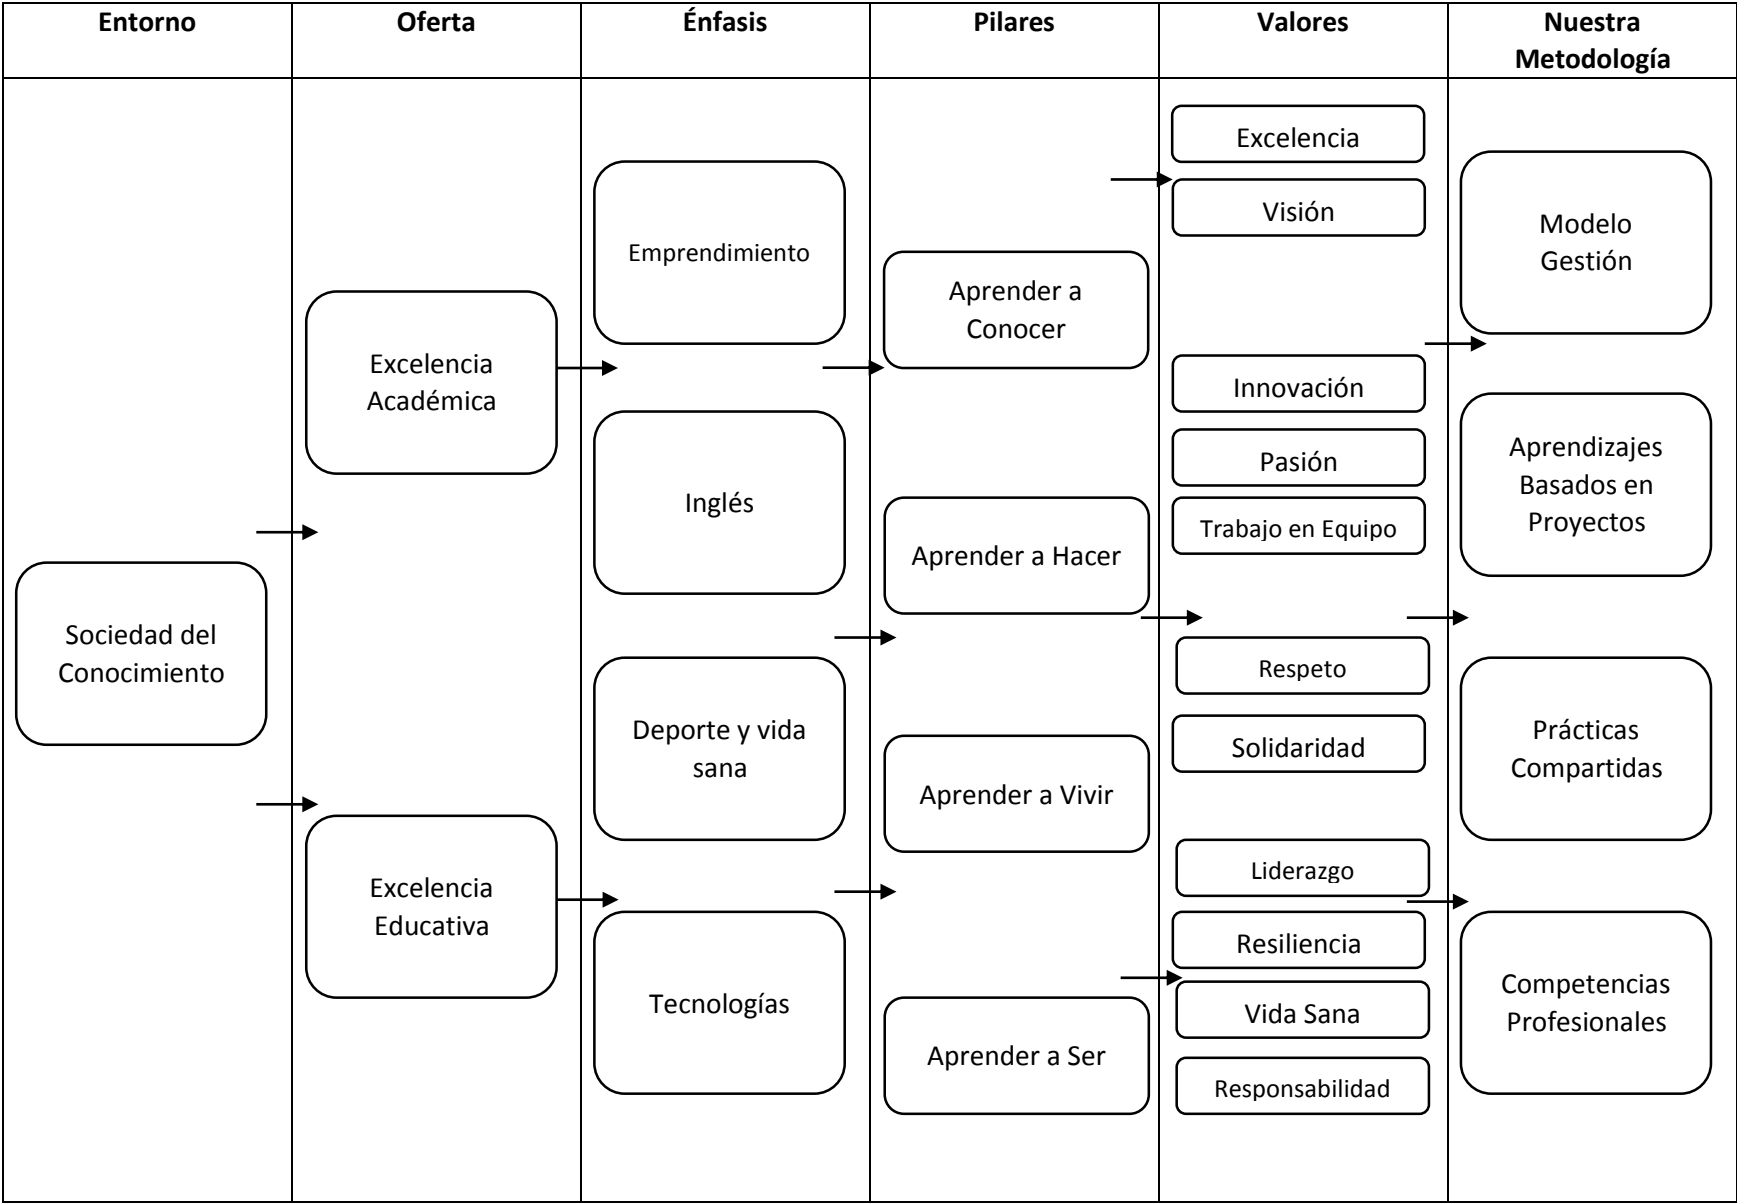 Entorno
Oferta
Énfasis
Pilares
Valores
Nuestra
Metodología
Sociedad del
Conocimiento
Excelencia
Académica
Excelencia
Educativa
Emprendimiento
Inglés
Deporte y vida
sana
Tecnologías
Aprender a
Conocer
Aprender a Hacer
Aprender a Vivir
Aprender a Ser
Excelencia
Visión
Innovación
Pasión
Trabajo en Equipo
Respeto
Solidaridad
Liderazgo
Resiliencia
Vida Sana
Responsabilidad
Modelo
Gestión
Aprendizajes
Basados en
Proyectos
Prácticas
Compartidas
Competencias
Profesionales